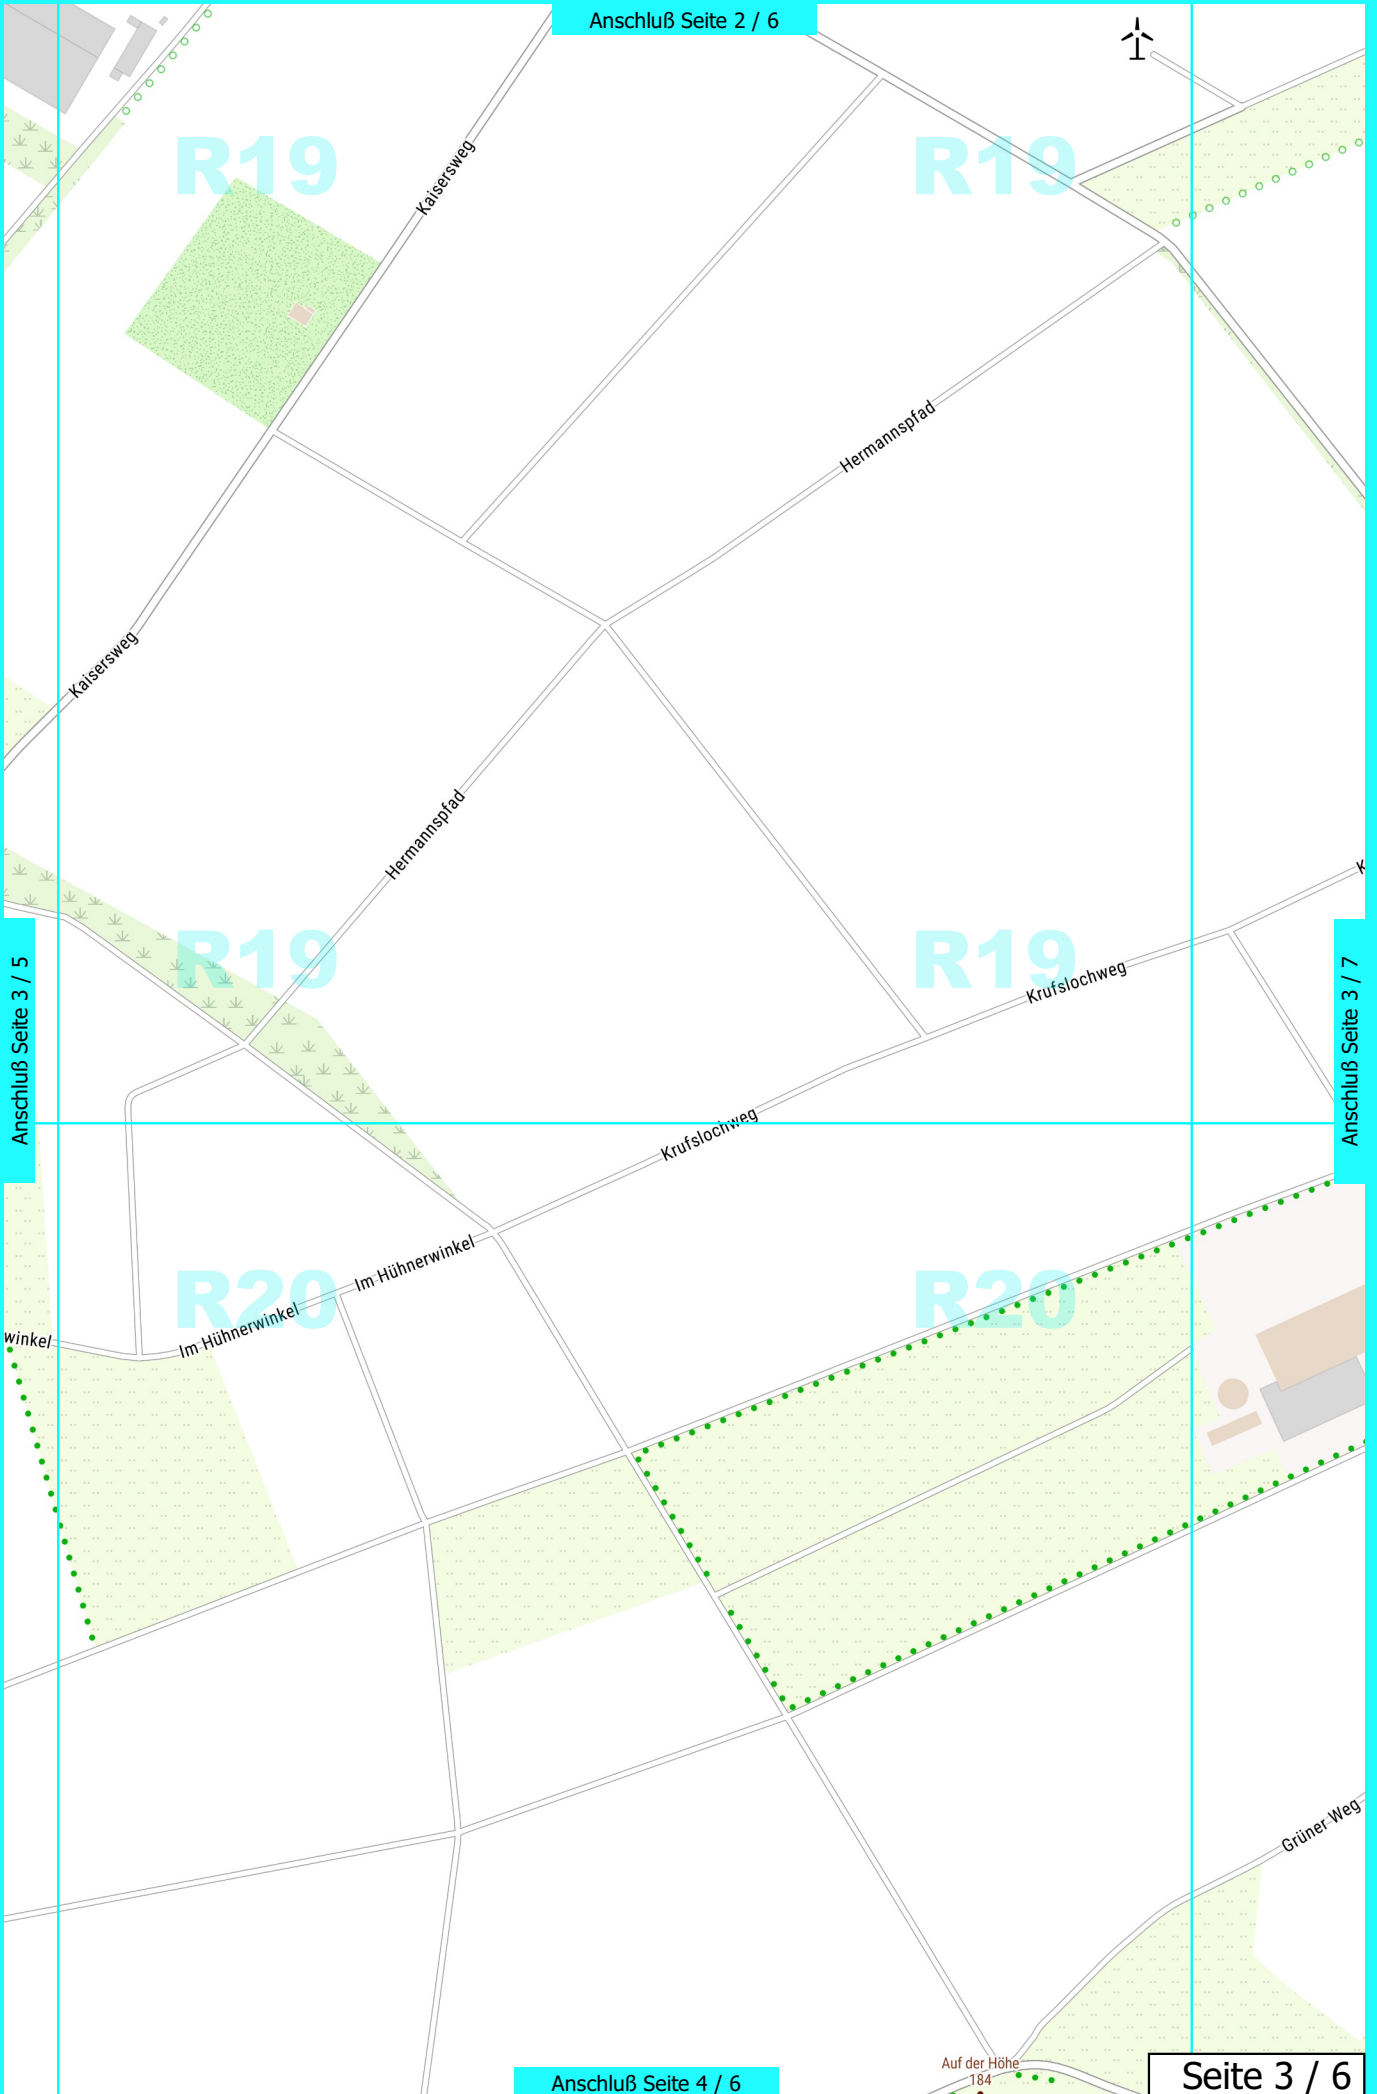 Anschluß Seite 2 / 6
R19
R19
Kaisersweg
Hermannspfad
Kaisersweg
Hermannspfad
K
R19
R19
Krufslochweg
Anschluß Seite 3 / 5
Anschluß Seite 3 / 7
Krufslochweg
Im Hühnerwinkel
R20
R20
Im Hühnerwinkel
winkel
Grüner Weg
Auf der Höhe
184
Anschluß Seite 4 / 6
Seite 3 / 6